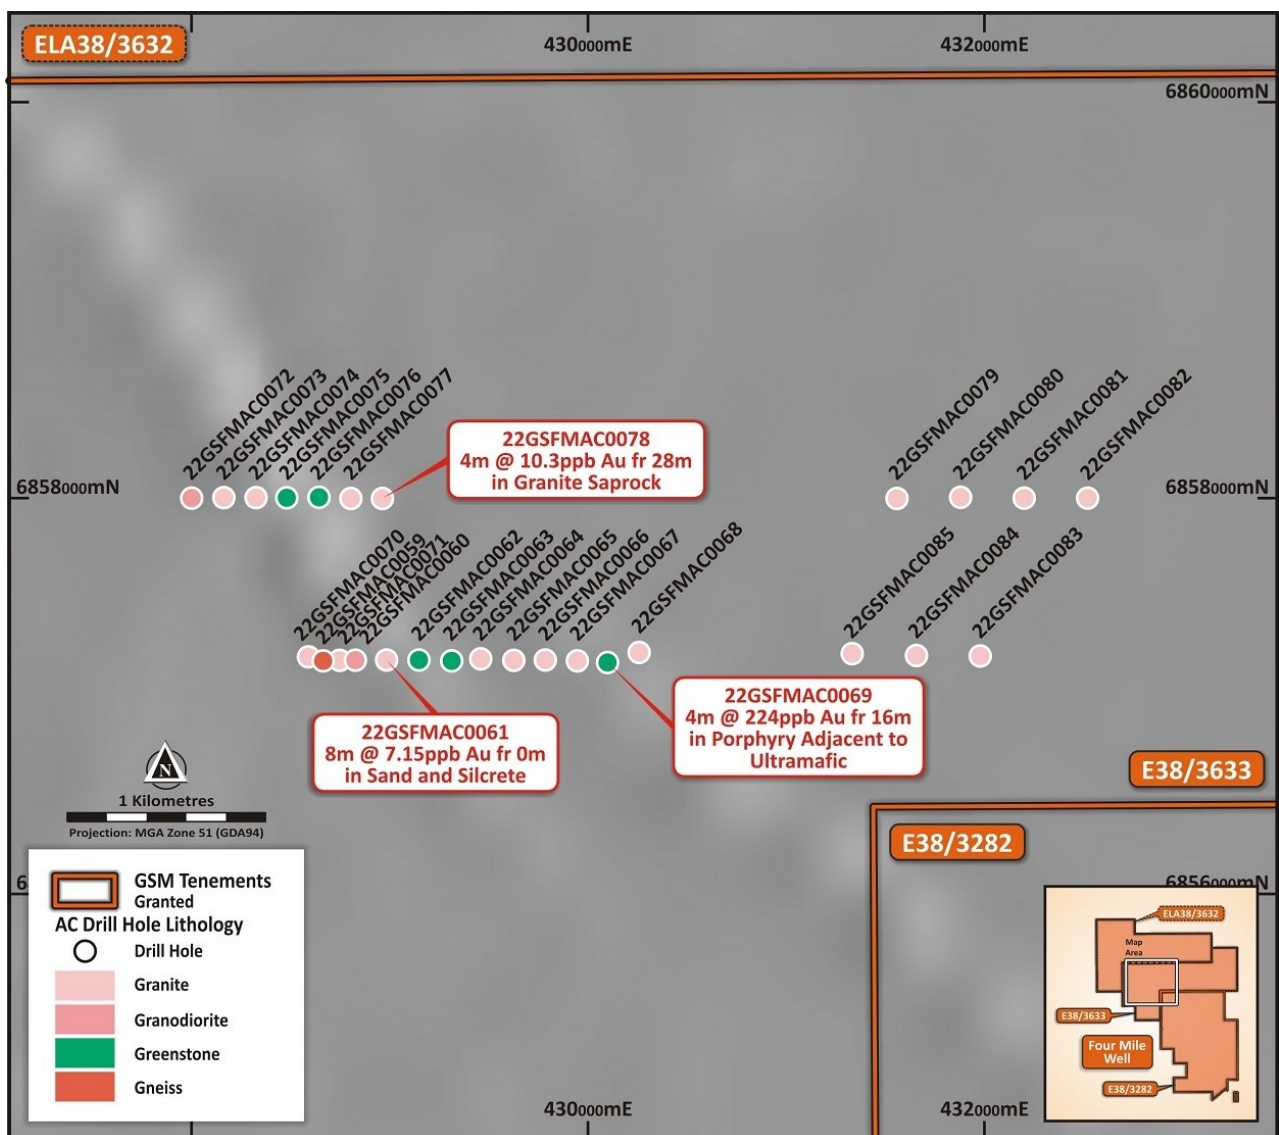 ELA38/3632
430000mE
432000mE
6860000mN
22GSFMAC0072
22GSFMAC0073
22GSFMAC0074
22GSFMAC0075
22GSFMAC0076
22GSFMAC0077
22GSFMAC0079
22GSFMAC0080
22GSFMAC0081
22GSFMAC0082
22GSFMAC0078
4m @ 10.3ppb Au fr 28m
in Granite Saprock
6858000mN
6858000mN
22GSFMAC0070
22GSFMAC0059
22GSFMAC0071
22GSFMAC0060
22GSFMAC0062
22GSFMAC0063
22GSFMAC0064
22GSFMAC0065
22GSFMAC0066
22GSFMAC0067
22GSFMAC0068
22GSFMAC0085
22GSFMAC0084
22GSFMAC0083
22GSFMAC0061
8m @ 7.15ppb Au fr 0m
in Sand and Silcrete
22GSFMAC0069
4m @ 224ppb Au fr 16m
in Porphyry Adjacent to
Ultramafic
N
1 Kilometres
Projection: MGA Zone 51 (GDA94)
E38/3633
E38/3282
6
6856000mN
GSM Tenements
Granted
AC Drill Hole Lithology
Drill Hole
Granite
Granodiorite
Greenstone
Gneiss
ELA38/3632
Map
Area
E38/3633
Four Mile
Well
E38/3282
430000mE
432000mE